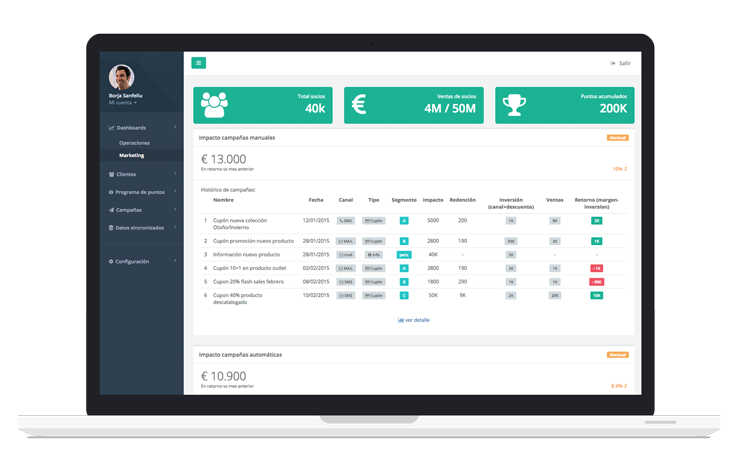 Salir
Borja Sanfeliu
Mi cuenta
Dashboards
Operaciones
Marketing
Clientes
Programa de puntos
Campañas
Datos sincronizados
Configuración
Total socios
40k
€
Ventas de socios
4M / 50M
Puntos acumulados
200K
Impacto campañas manuales
Mensual
€ 13.000
En retorno vs mes anterior
10%
Histórico de campañas:
Nombre Fecha Canal Tipo Segmento Impacto Redención Inversión (canal+descuento) Ventas Retorno (margen-inversion)
1 Cupón nueva colección Otoño/Invierno 12/01/2015 SMS Cupón A 5000 200 1K 6K 2K
2 Cupón promoción nuevo producto 28/01/2015 MAIL Cupón B 2800 190 2K 1K
3 Información nuevo producto 28/01/2015 mail info pers. 40K - 5K - -
4 Cupón 10+1 en producto outlet 02/02/2015 MAIL Cupón A 2800 190 2K 1K - 1K
5 Cupon 20% flash sales febrero 08/02/2015 SMS Cupón B 1800 290 1K 1K
6 Cupon 40% producto descatalogado 10/02/2015 SMS Cupón C 50K 9K 2K 20K 10K
ver detalle
Impacto campañas automáticas
Mensual
€ 10.900
En retorno vs mes anterior